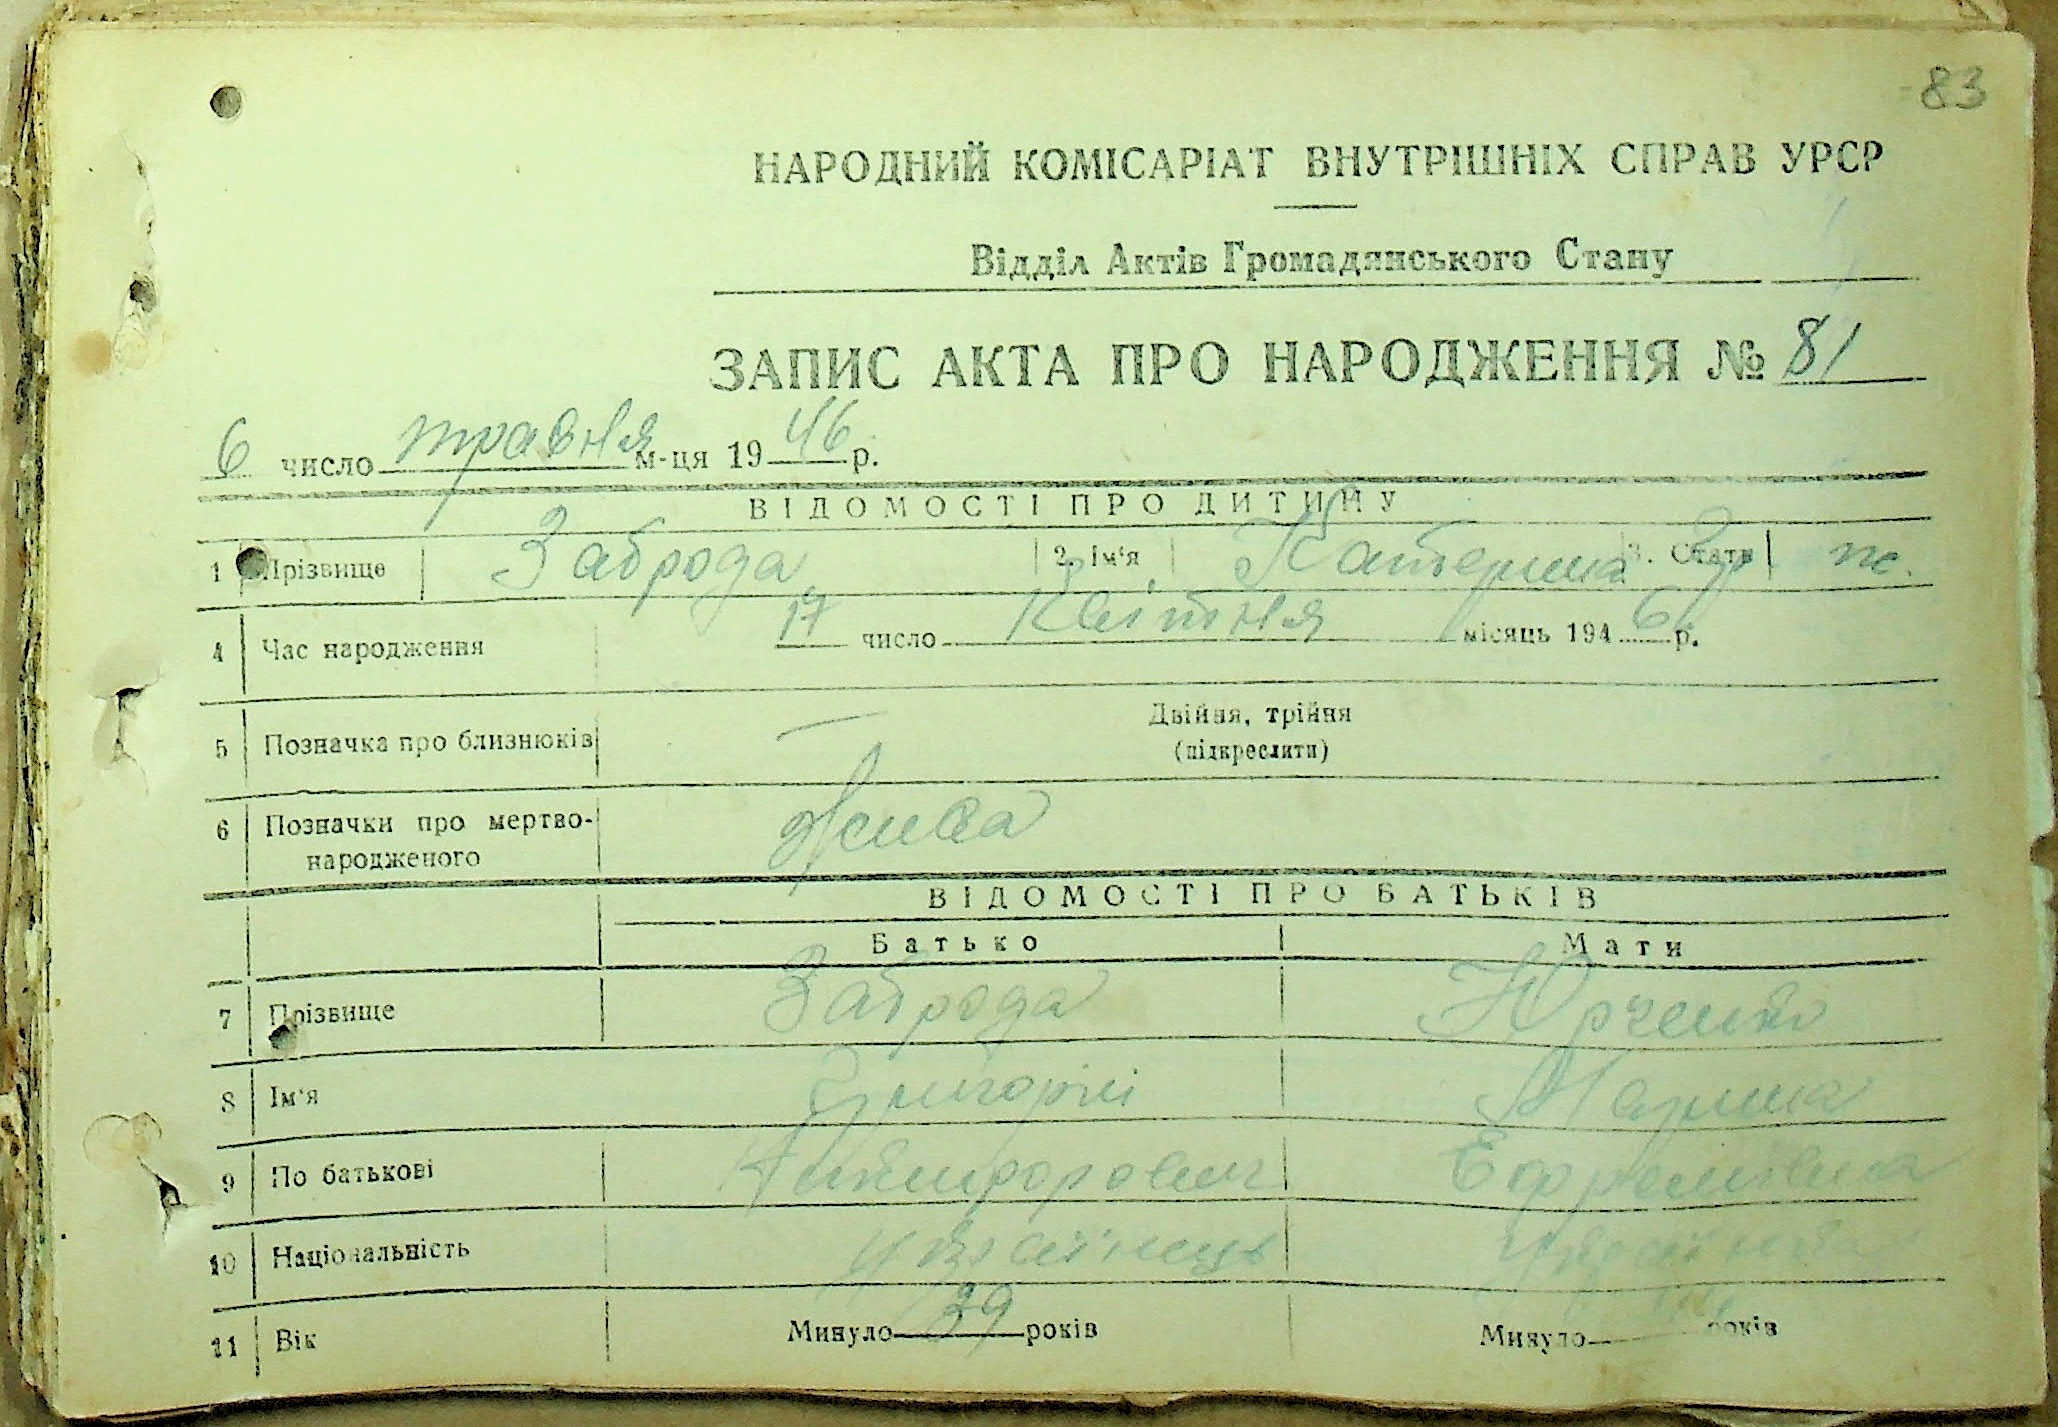 83
НАРОДНИЙ КОМІСАРІАТ ВНУТРІШНІХ СПРАВ УРСР
Відділ Актів Громадянського Стану
ЗАПИС АКТА ПРО НАРОДЖЕННЯ № 81
6 число травня м-ця 1946 р.
ВІДОМОСТІ ПРО ДИТИНУ
1 Прізвище Заброда 2. Ім'я Катерина 3. Стать ж.
4 Час народження 17 число Квітня місяць 1946 р.
5 Позначка про близнюків — Двійня, трійня
(підкреслити)
6 Позначки про мертво-
народженого Жива
ВІДОМОСТІ ПРО БАТЬКІВ
Батько Мати
7 Прізвище Заброда Юрченко
8 Ім'я Григорій
9 По батькові Никифорович Єфремівна
10 Національність українець українка
11 Вік Минуло 39 років Минуло років